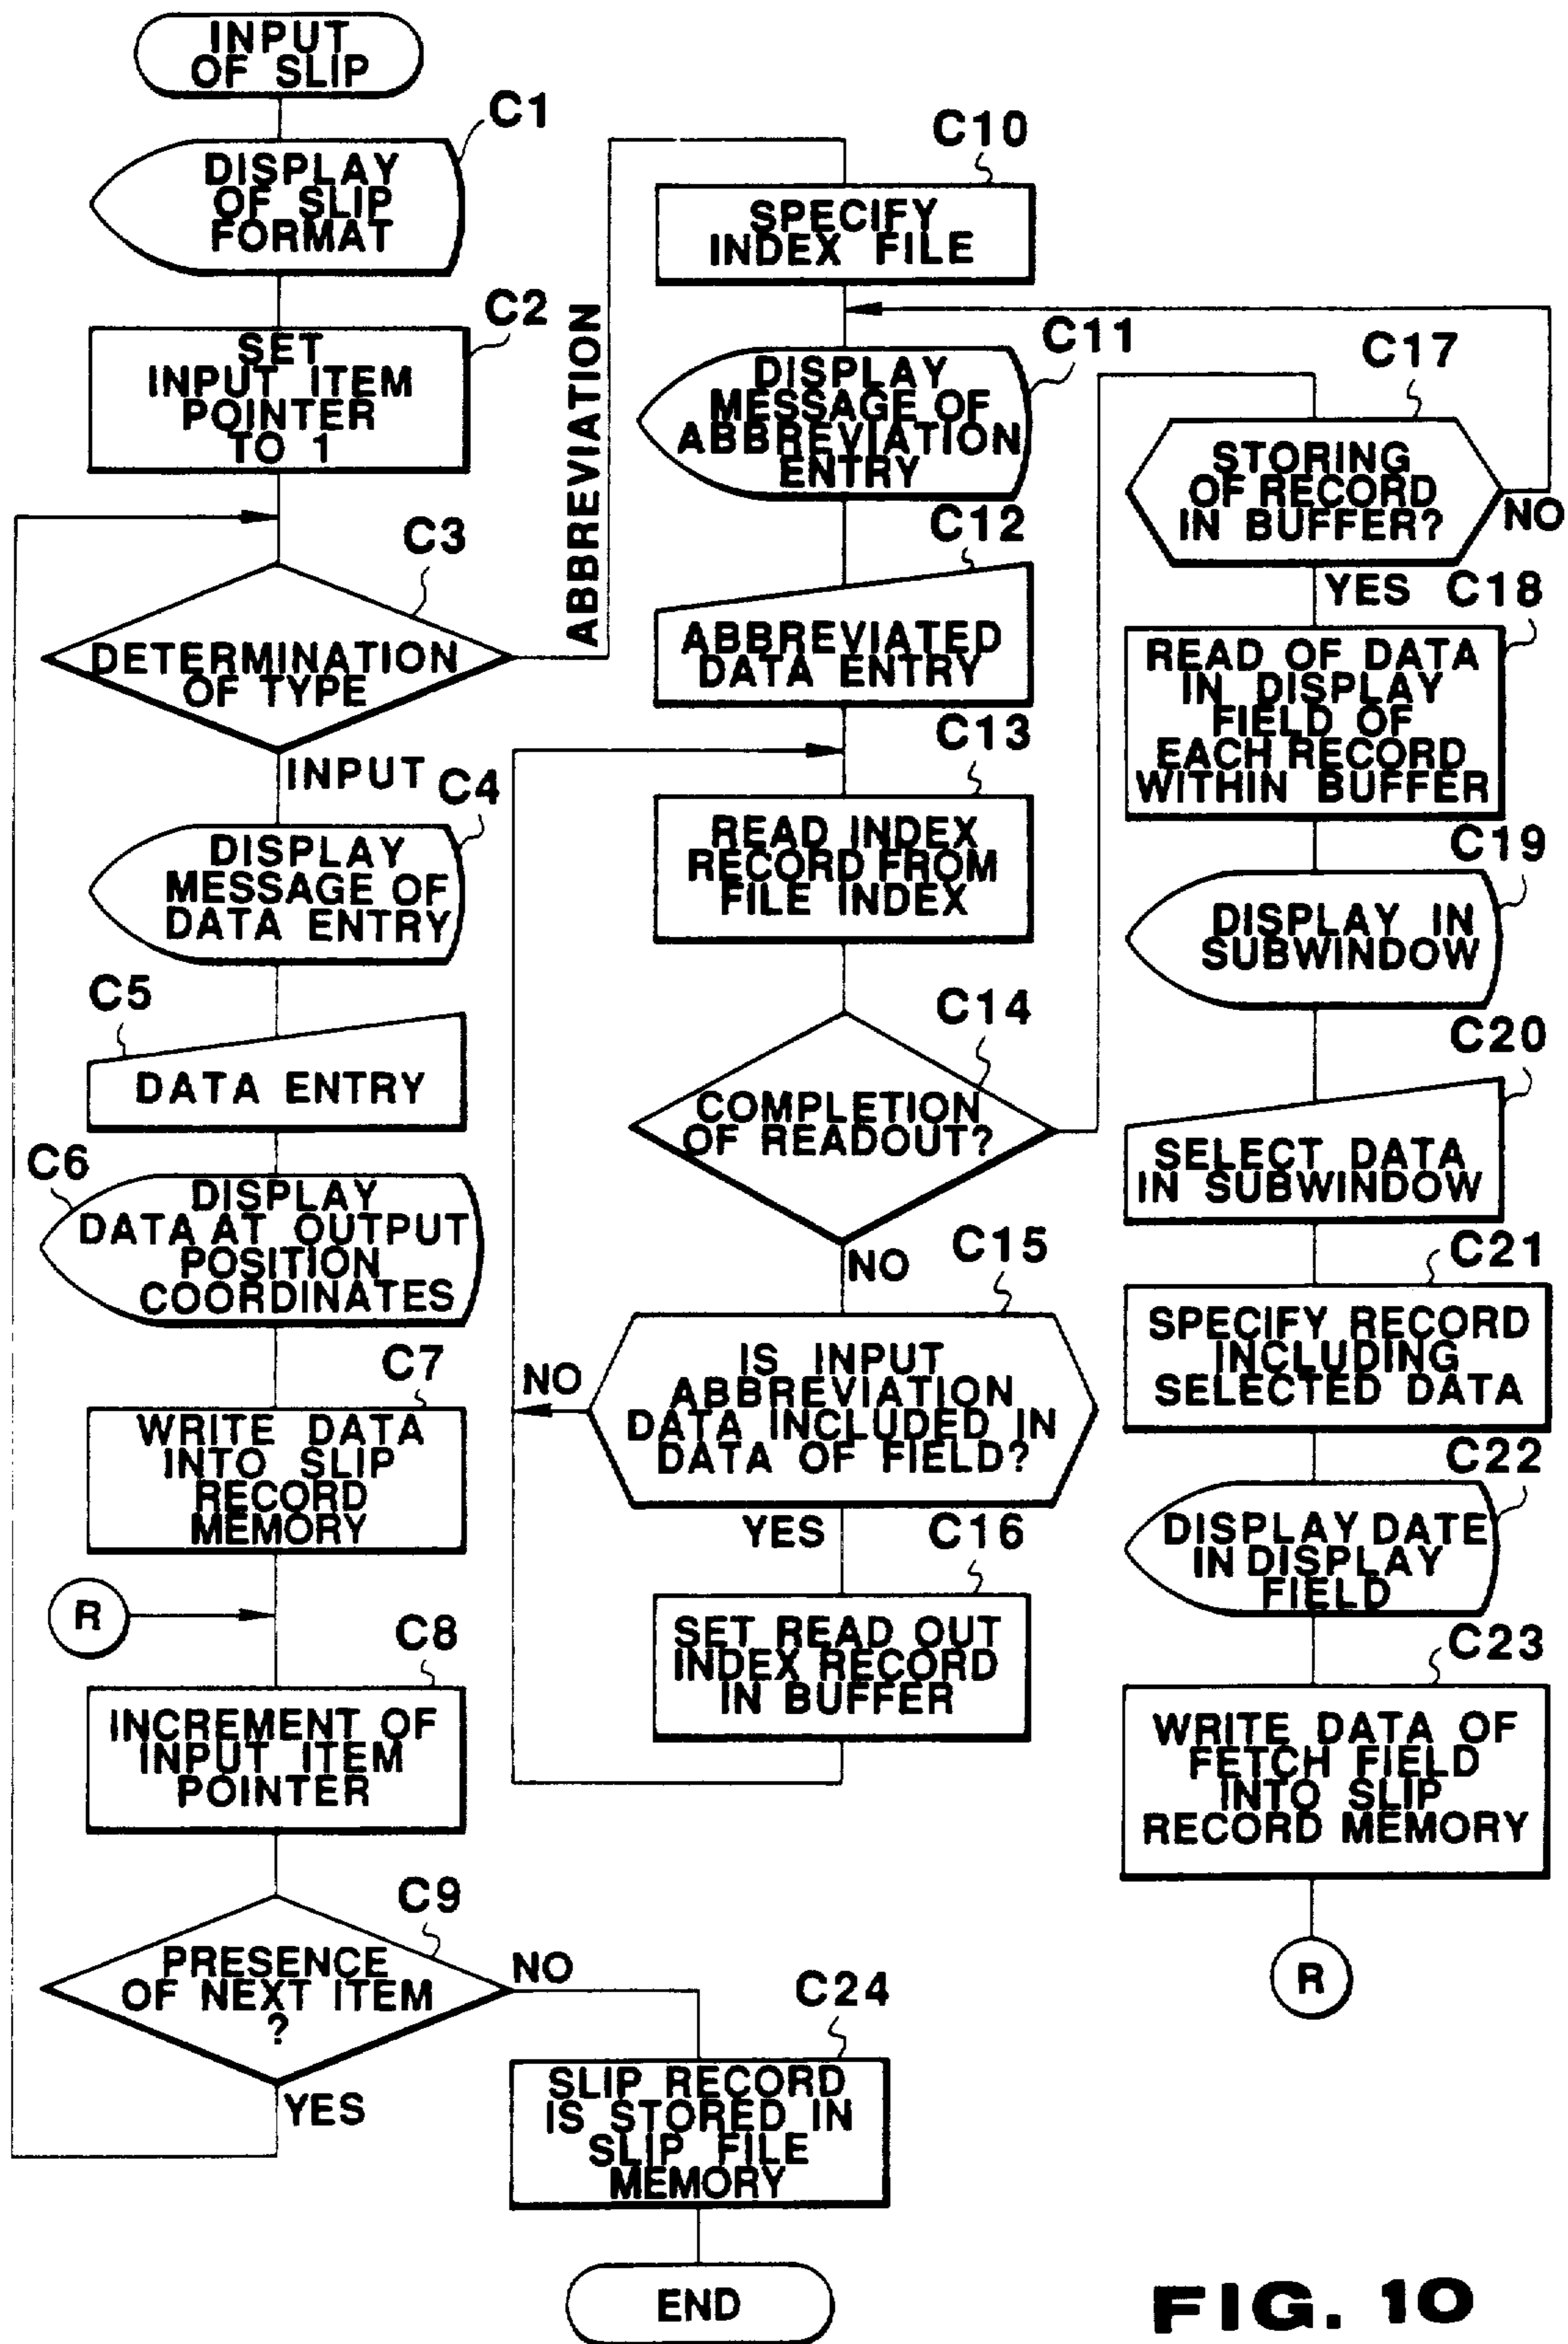 INPUT
OF SLIP
C1
DISPLAY
OF SLIP
FORMAT
C2
SET
INPUT ITEM
POINTER
TO 1
C3
DETERMINATION
OF TYPE
ABBREVIATION
INPUT
C4
DISPLAY
MESSAGE OF
DATA ENTRY
C5
DATA ENTRY
C6
DISPLAY
DATA AT OUTPUT
POSITION
COORDINATES
C7
WRITE DATA
INTO SLIP
RECORD
MEMORY
R
C8
INCREMENT OF
INPUT ITEM
POINTER
C9
PRESENCE
OF NEXT ITEM
?
NO
YES
C24
SLIP RECORD
IS STORED IN
SLIP FILE
MEMORY
END
C10
SPECIFY
INDEX FILE
C11
DISPLAY
MESSAGE OF
ABBREVIATION
ENTRY
C12
ABBREVIATED
DATA ENTRY
C13
READ INDEX
RECORD FROM
FILE INDEX
C14
COMPLETION
OF READOUT?
NO
C15
IS INPUT
ABBREVIATION
DATA INCLUDED IN
DATA OF FIELD?
NO
YES
C16
SET READ OUT
INDEX RECORD
IN BUFFER
C17
STORING
OF RECORD
IN BUFFER?
NO
YES
C18
READ OF DATA
IN DISPLAY
FIELD OF
EACH RECORD
WITHIN BUFFER
C19
DISPLAY IN
SUBWINDOW
C20
SELECT DATA
IN SUBWINDOW
C21
SPECIFY RECORD
INCLUDING
SELECTED DATA
C22
DISPLAY DATE
IN DISPLAY
FIELD
C23
WRITE DATA OF
FETCH FIELD
INTO SLIP
RECORD MEMORY
R
FIG. 10